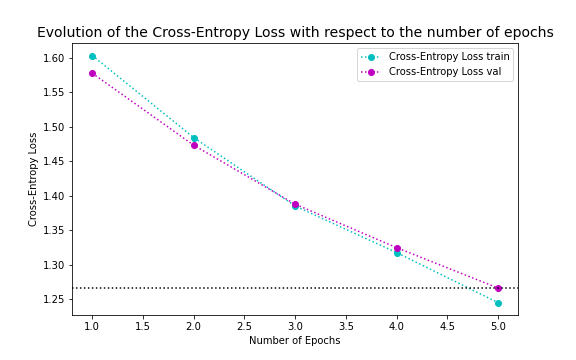 Evolution of the Cross-Entropy Loss with respect to the number of epochs
Cross-Entropy Loss train
Cross-Entropy Loss val
Cross-Entropy Loss
1.60
1.55
1.50
1.45
1.40
1.35
1.30
1.25
1.0 1.5 2.0 2.5 3.0 3.5 4.0 4.5 5.0
Number of Epochs